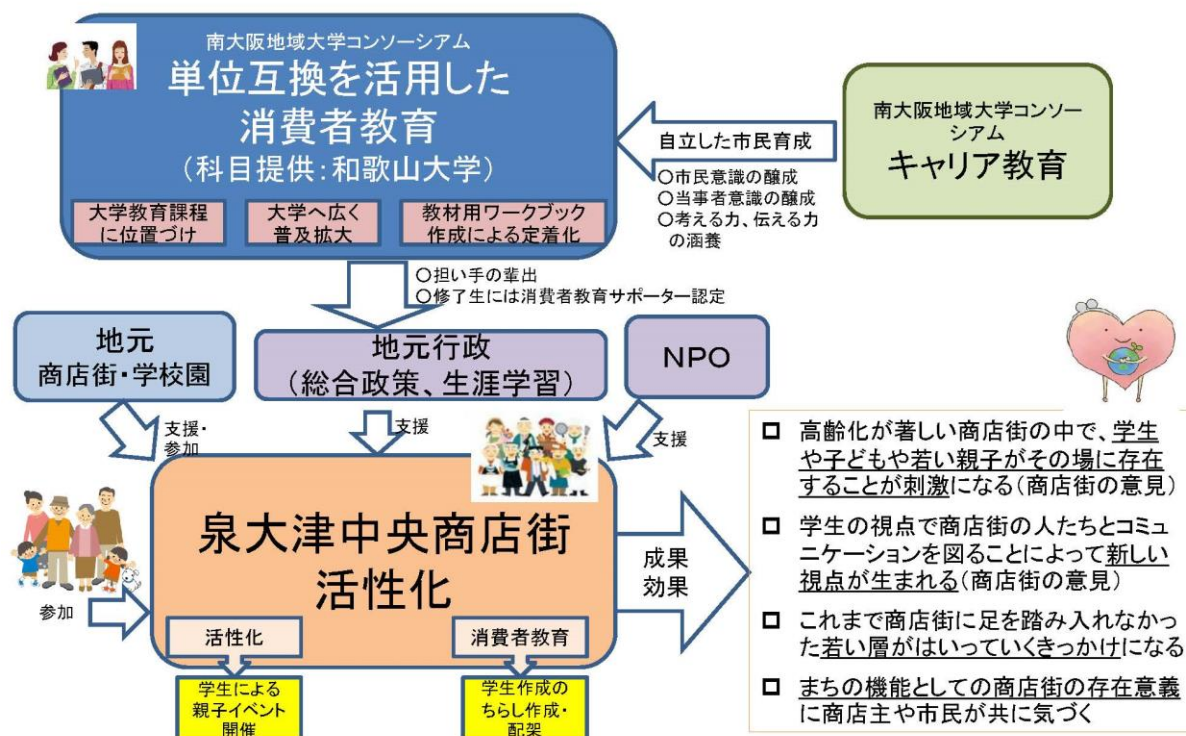 南大阪地域大学コンソーシアム
単位互換を活用した
消費者教育
（科目提供：和歌山大学）
大学教育課程
に位置づけ
大学へ広く
普及拡大
教材用ワークブック
作成による定着化
自立した市民育成
○市民意識の醸成
○当事者意識の醸成
○考える力、伝える力
の涵養
南大阪地域大学コンソー
シアム
キャリア教育
○担い手の輩出
○修了生には消費者教育サポーター認定
地元
商店街・学校園
地元行政
（総合政策、生涯学習）
NPO
支援・
参加
支援
支援
泉大津中央商店街
活性化
参加
活性化
消費者教育
学生による
親子イベント
開催
学生作成の
ちらし作成・
配架
成果
効果
□ 高齢化が著しい商店街の中で、学生
や子どもや若い親子がその場に存在
することが刺激になる（商店街の意見）
□ 学生の視点で商店街の人たちとコミュ
ニケーションを図ることによって新しい
視点が生まれる（商店街の意見）
□ これまで商店街に足を踏み入れなかっ
た若い層がはいっていくきっかけになる
□ まちの機能としての商店街の存在意義
に商店主や市民が共に気づく